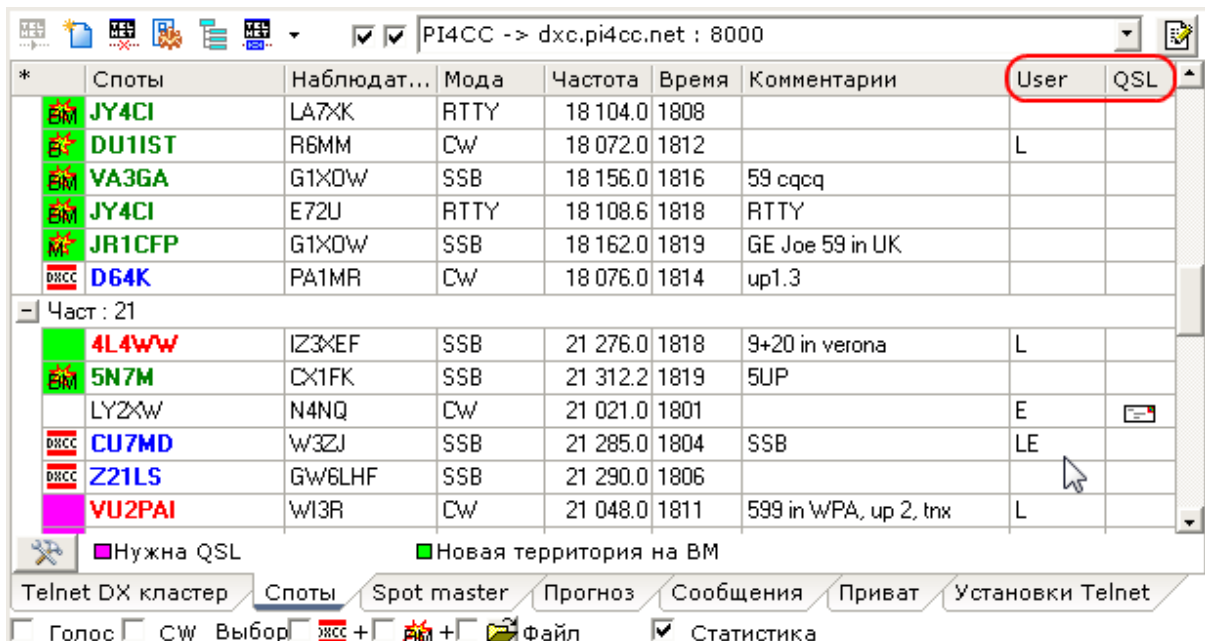 PI4CC -> dxc.pi4cc.net : 8000
* Споты Наблюдат... Мода Частота Время Комментарии User QSL
BM JY4CI LA7XK RTTY 18 104.0 1808
B DU1IST R6MM CW 18 072.0 1812 L
BM VA3GA G1XOW SSB 18 156.0 1816 59 cqcq
BM JY4CI E72U RTTY 18 108.6 1818 RTTY
M JR1CFP G1XOW SSB 18 162.0 1819 GE Joe 59 in UK
DXCC D64K PA1MR CW 18 076.0 1814 up1.3
Част : 21
4L4WW IZ3XEF SSB 21 276.0 1818 9+20 in verona L
BM 5N7M CX1FK SSB 21 312.2 1819 5UP
LY2XW N4NQ CW 21 021.0 1801 E
DXCC CU7MD W3ZJ SSB 21 285.0 1804 SSB LE
DXCC Z21LS GW6LHF SSB 21 290.0 1806
VU2PAI WI3R CW 21 048.0 1811 599 in WPA, up 2, tnx L
Нужна QSL Новая территория на BM
Telnet DX кластер Споты Spot master Прогноз Сообщения Приват Установки Telnet
Голос CW Выбор DXCC + BM + Файл Статистика